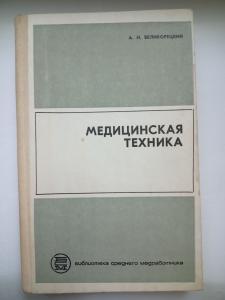 А. Н. ВЕЛИКОРЕЦКИЙ
МЕДИЦИНСКАЯ
ТЕХНИКА
библиотека среднего медработника